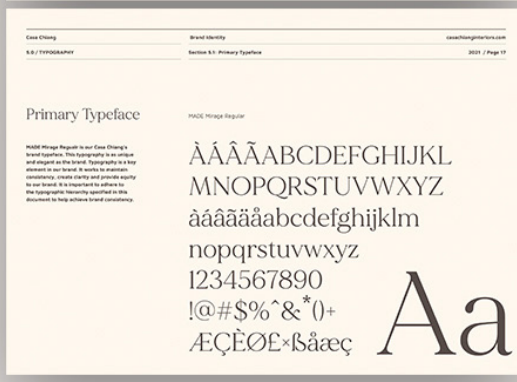 Casa Chiang
Brand Identity
casachianginteriors.com
5.0 / TYPOGRAPHY
Section 5.1: Primary Typeface
2021 / Page 17
Primary Typeface
MADE Mirage Regular
MADE Mirage Regualr is our Casa Chiang's
brand typeface. This typography is as unique
and elegant as the brand. Typography is a key
element in our brand. It works to maintain
consistency, create clarity and provide equity
to our brand. It is important to adhere to
the typographic hierarchy specified in this
document to help achieve brand consistency.
ÀÁÂÃABCDEFGHIJKL
MNOPQRSTUVWXYZ
àáâãäåabcdefghijklm
nopqrstuvwxyz
1234567890
!@#$%^&*()+
ÆÇÈØ£×ßåæç
Aa